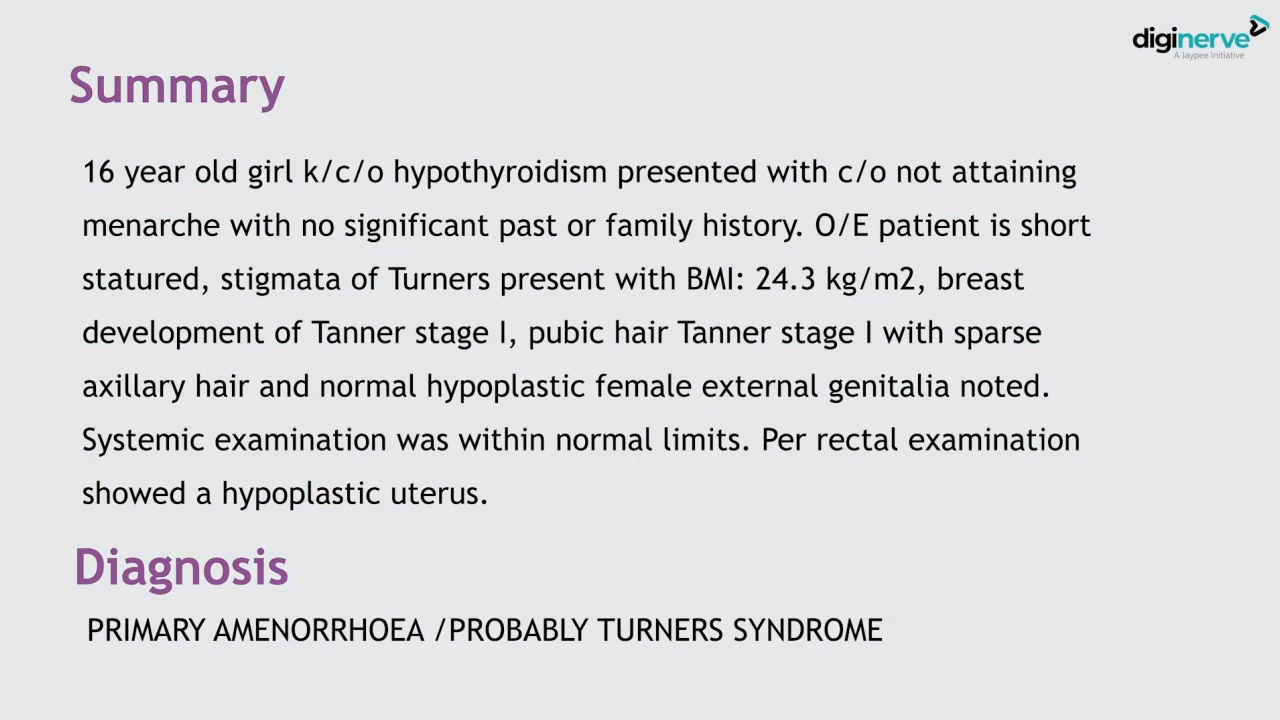 diginerve
A Jaypee Initiative
Summary
16 year old girl k/c/o hypothyroidism presented with c/o not attaining
menarche with no significant past or family history. O/E patient is short
statured, stigmata of Turners present with BMI: 24.3 kg/m2, breast
development of Tanner stage I, pubic hair Tanner stage I with sparse
axillary hair and normal hypoplastic female external genitalia noted.
Systemic examination was within normal limits. Per rectal examination
showed a hypoplastic uterus.
Diagnosis
PRIMARY AMENORRHOEA /PROBABLY TURNERS SYNDROME